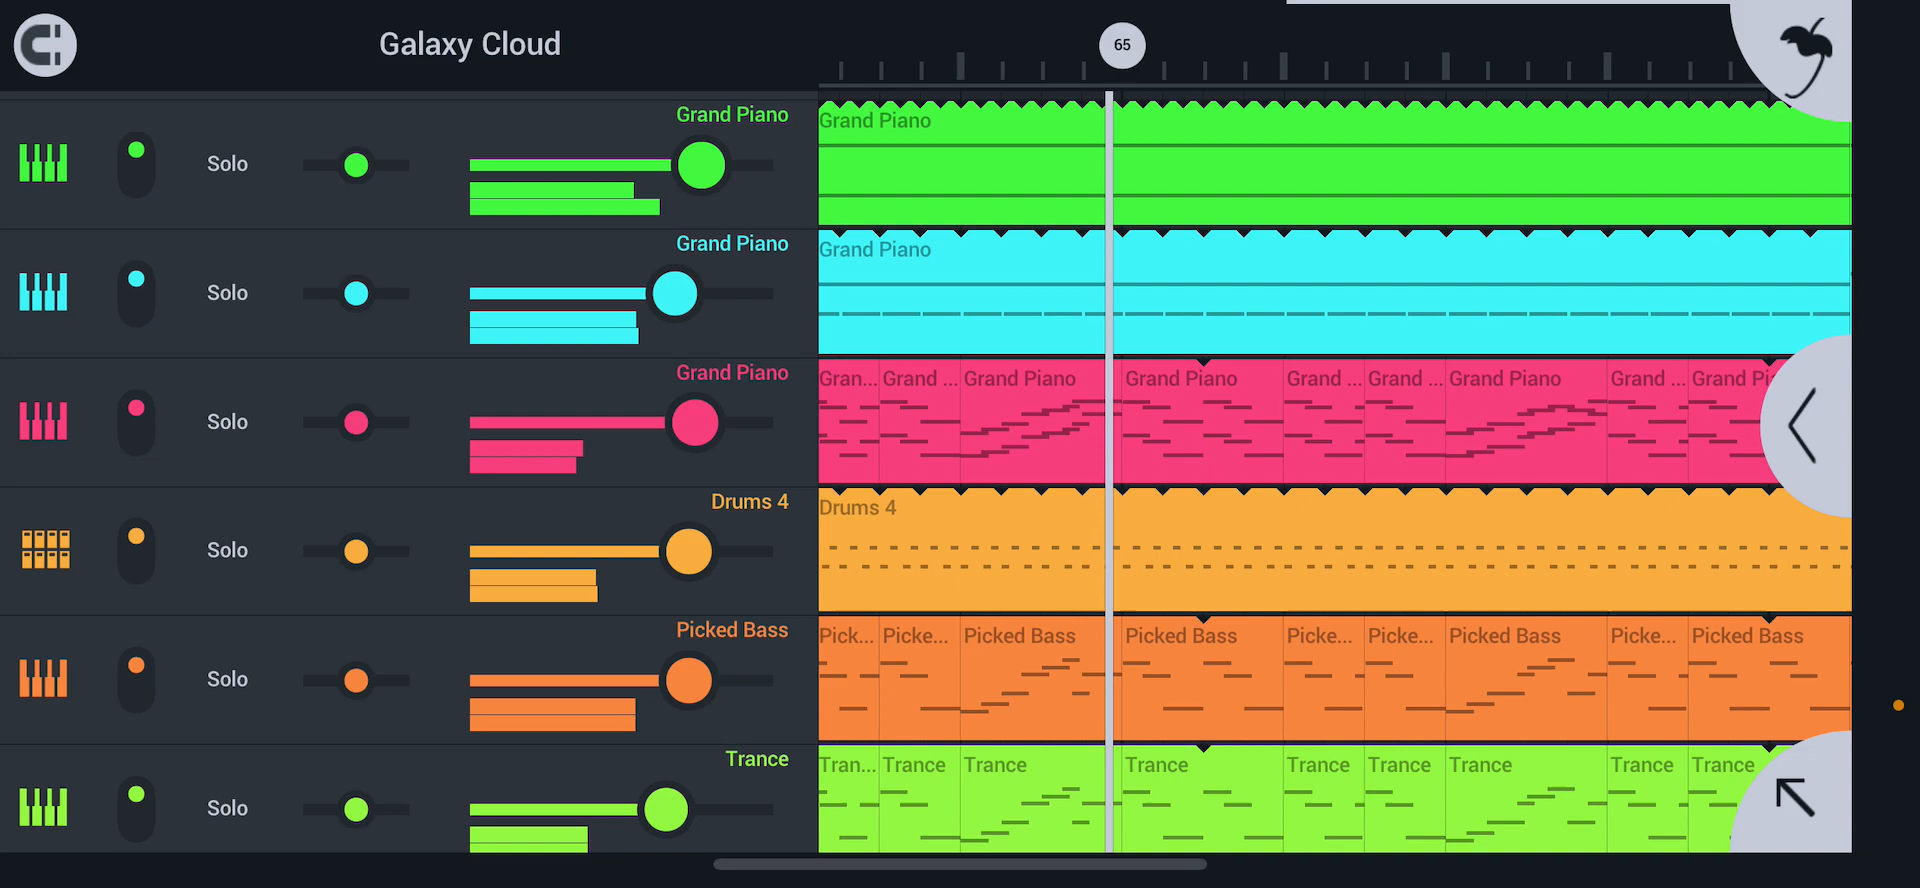 Galaxy Cloud
65
Grand Piano
Solo
Grand Piano
Grand Piano
Solo
Grand Piano
Grand Piano
Solo
Gran... Grand ... Grand Piano Grand Piano Grand ... Grand ... Grand Piano Grand ... Grand
Drums 4
Solo
Drums 4
Picked Bass
Solo
Pick... Picke... Picked Bass Picked Bass Picke... Picke... Picked Bass Picke... Picked Bass
Trance
Solo
Tran... Trance Trance Trance Trance Trance Trance Trance Trance